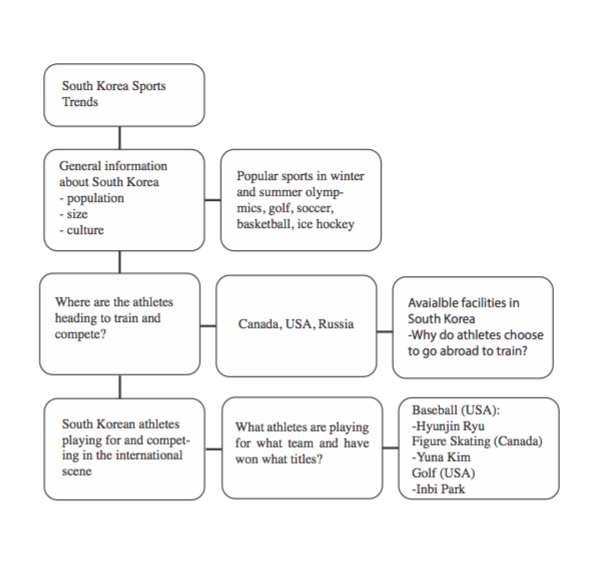 South Korea Sports
Trends
General information
about South Korea
- population
- size
- culture
Popular sports in winter
and summer olymp-
mics, golf, soccer,
basketball, ice hockey
Where are the athletes
heading to train and
compete?
Canada, USA, Russia
Avaialble facilities in
South Korea
-Why do athletes choose
to go abroad to train?
South Korean athletes
playing for and compet-
ing in the international
scene
What athletes are playing
for what team and have
won what titles?
Baseball (USA):
-Hyunjin Ryu
Figure Skating (Canada)
-Yuna Kim
Golf (USA)
-Inbi Park